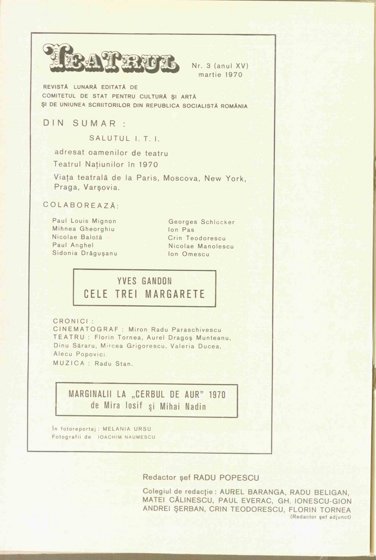 TEATRUL
Nr. 3 (anul XV)
martie 1970
REVISTĂ LUNARĂ EDITATĂ DE
COMITETUL DE STAT PENTRU CULTURĂ ȘI ARTĂ
ȘI DE UNIUNEA SCRIITORILOR DIN REPUBLICA SOCIALISTĂ ROMÂNIA
DIN SUMAR :
SALUTUL I. T. I.
adresat oamenilor de teatru
Teatrul Națiunilor în 1970
Viața teatrală de la Paris, Moscova, New York,
Praga, Varșovia.
COLABOREAZĂ:
Paul Louis Mignon
Mihnea Gheorghiu
Nicolae Balotă
Paul Anghel
Sidonia Drăgușanu
Georges Schlocker
Ion Pas
Crin Teodorescu
Nicolae Manolescu
Ion Omescu
YVES GANDON
CELE TREI MARGARETE
CRONICI :
CINEMATOGRAF : Miron Radu Paraschivescu
TEATRU : Florin Tornea, Aurel Dragoș Munteanu,
Dinu Săraru, Mircea Grigorescu, Valeria Ducea,
Alecu Popovici.
MUZICA : Radu Stan.
MARGINALII LA „CERBUL DE AUR” 1970
de Mira Iosif și Mihai Nadin
În fotoreportaj : MELANIA URSU
Fotografii de IOACHIM NAUMESCU
Redactor șef RADU POPESCU
Colegiul de redacție : AUREL BARANGA, RADU BELIGAN,
MATEI CĂLINESCU, PAUL EVERAC, GH. IONESCU-GION
ANDREI ȘERBAN, CRIN TEODORESCU, FLORIN TORNEA
(Redactor șef adjunct)